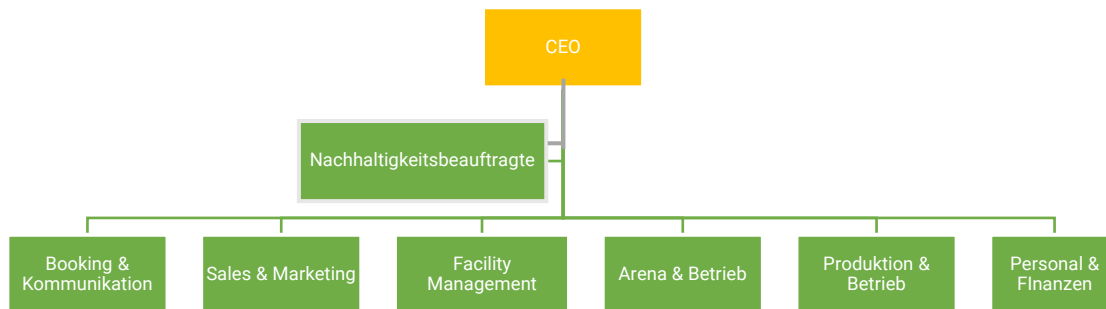 CEO
Nachhaltigkeitsbeauftragte
Booking &
Kommunikation
Sales & Marketing
Facility
Management
Arena & Betrieb
Produktion &
Betrieb
Personal &
FInanzen